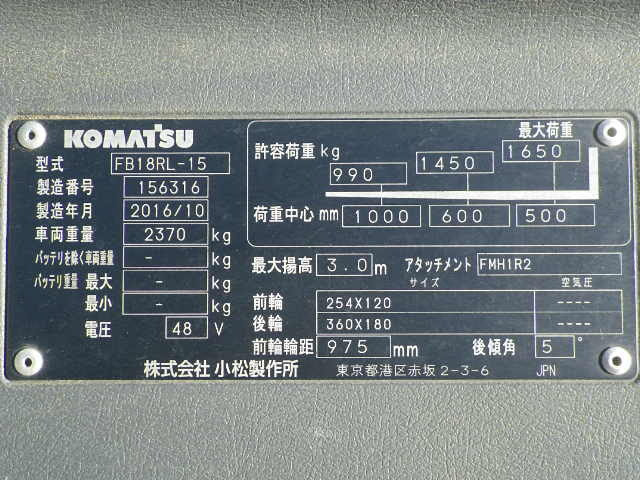 KOMATSU
型式 FB18RL-15
製造番号 156316
製造年月 2016/10
車両重量 2370 kg
バッテリを除く車両重量 - kg
バッテリ重量 最大 - kg
最小 - kg
電圧 48 V
最大荷重
許容荷重 kg 990 1450 1650
荷重中心 mm 1000 600 500
最大揚高 3.0 m アタッチメント FMH1R2
サイズ 空気圧
前輪 254X120 ----
後輪 360X180 ----
前輪輪距 975 mm 後傾角 5 °
株式会社 小松製作所 東京都港区赤坂2-3-6 JPN